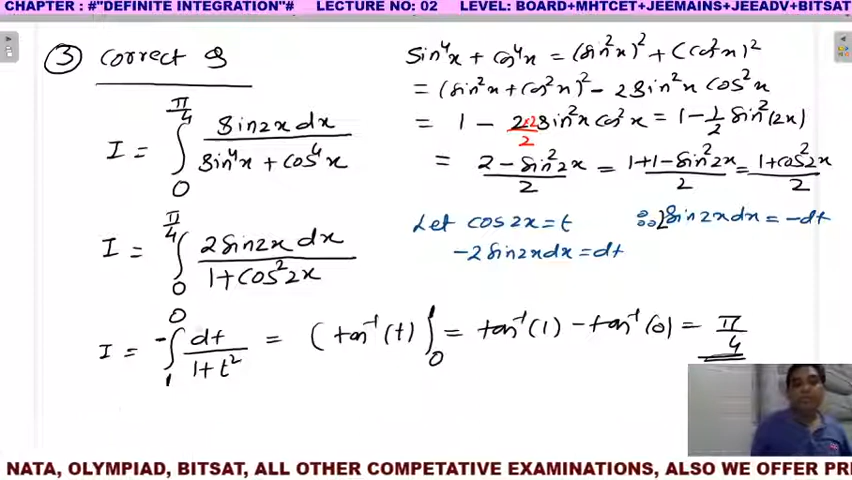 CHAPTER : #"DEFINITE INTEGRATION"# LECTURE NO: 02 LEVEL: BOARD+MHTCET+JEEMAINS+JEEADV+BITSAT
③ Correct &
I = ∫₀^(π/4) sin2x dx / (sin⁴x + cos⁴x)
I = ∫₀^(π/4) 2sin2x dx / (1+cos²2x)
I = -∫₁⁰ dt / (1+t²) = (tan⁻¹(t)]₀¹ = tan⁻¹(1) - tan⁻¹(0) = π/4
sin⁴x + cos⁴x = (sin²x)² + (cos²x)²
= (sin²x + cos²x)² - 2sin²x cos²x
= 1 - 2×2sin²x cos²x / 2 = 1 - 1/2 sin²(2x)
= (2 - sin²2x)/2 = (1+1-sin²2x)/2 = (1+cos²2x)/2
Let cos2x = t ∴ 2sin2xdx = -dt
-2sin2xdx = dt
NATA, OLYMPIAD, BITSAT, ALL OTHER COMPETATIVE EXAMINATIONS, ALSO WE OFFER PR